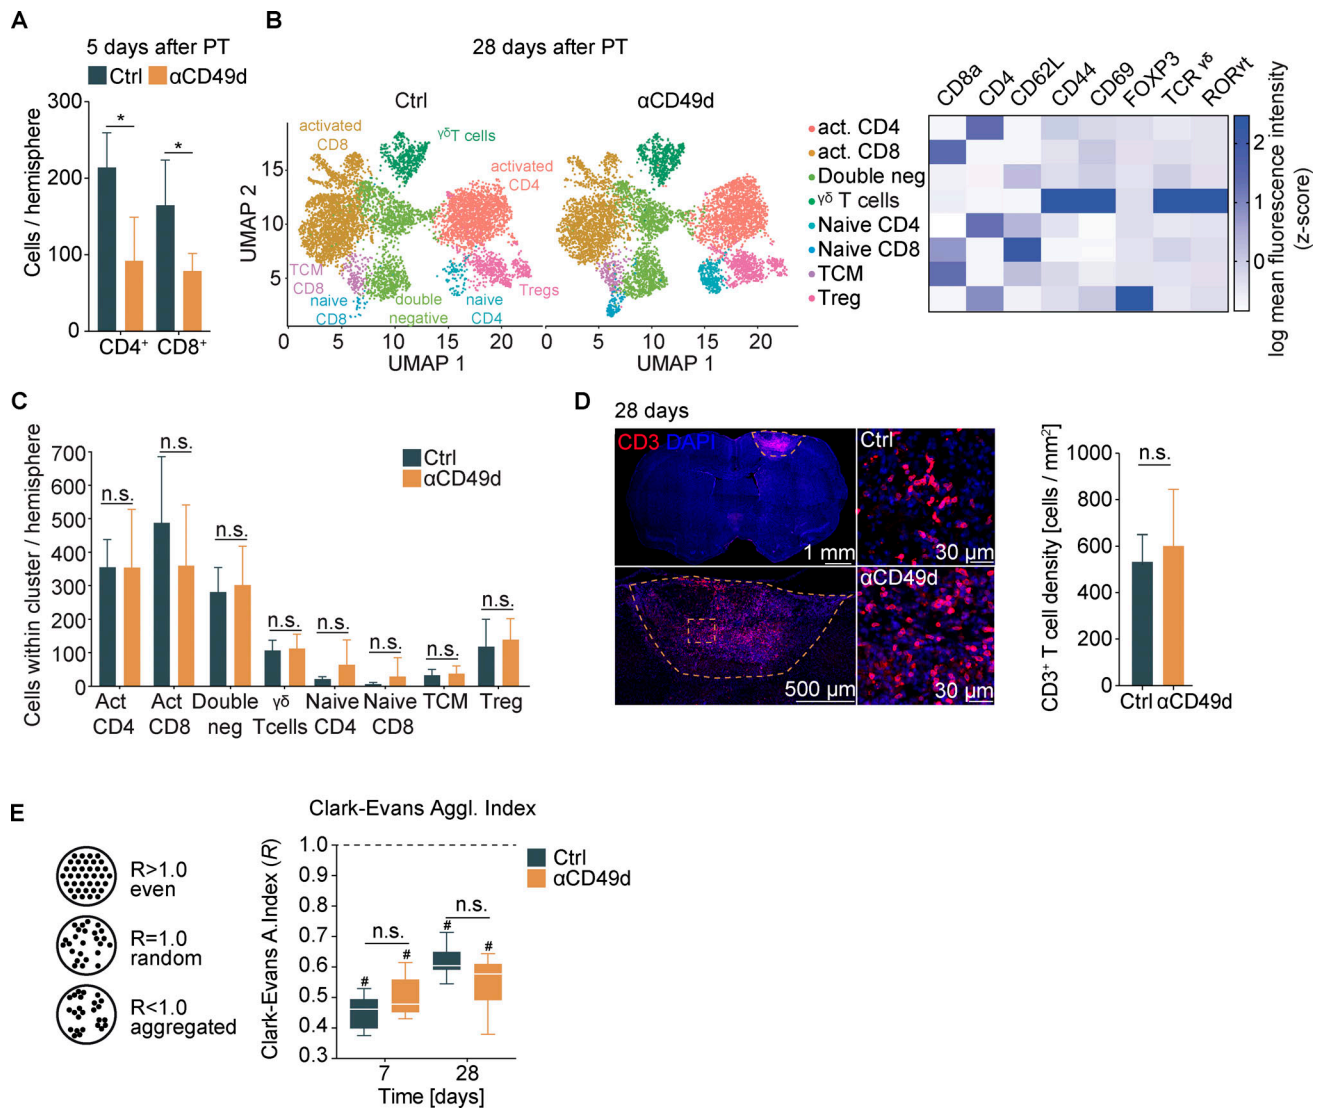 A
5 days after PT
Ctrl αCD49d
Cells / hemisphere
300
200
100
0
*
*
CD4+
CD8+
B
28 days after PT
Ctrl
αCD49d
UMAP 2
15
10
5
activated
CD8
γδT cells
activated
CD4
TCM
CD8
naive
CD8
double
negative
naive
CD4
Tregs
0 5 10 15 20
UMAP 1
0 5 10 15 20
UMAP 1
act. CD4
act. CD8
Double neg
γδ T cells
Naive CD4
Naive CD8
TCM
Treg
CD8a
CD4
CD62L
CD44
CD69
FOXP3
TCR γδ
RORγt
2
1
0
log mean fluorescence intensity
(z-score)
C
Cells within cluster / hemisphere
700
600
500
400
300
200
100
0
n.s.
n.s.
n.s.
n.s.
n.s.
n.s.
n.s.
n.s.
Ctrl
αCD49d
Act
CD4
Act
CD8
Double
neg
γδ
Tcells
Naive
CD4
Naive
CD8
TCM
Treg
D
28 days
CD3 DAPI
1 mm
Ctrl
30 µm
500 µm
αCD49d
30 µm
CD3+ T cell density [cells / mm2]
1000
800
600
400
200
0
n.s.
Ctrl αCD49d
E
R>1.0
even
R=1.0
random
R<1.0
aggregated
Clark-Evans Aggl. Index
Clark-Evans A.Index (R)
1.0
0.9
0.8
0.7
0.6
0.5
0.4
0.3
n.s.
n.s.
#
#
#
#
7
28
Time [days]
Ctrl
αCD49d